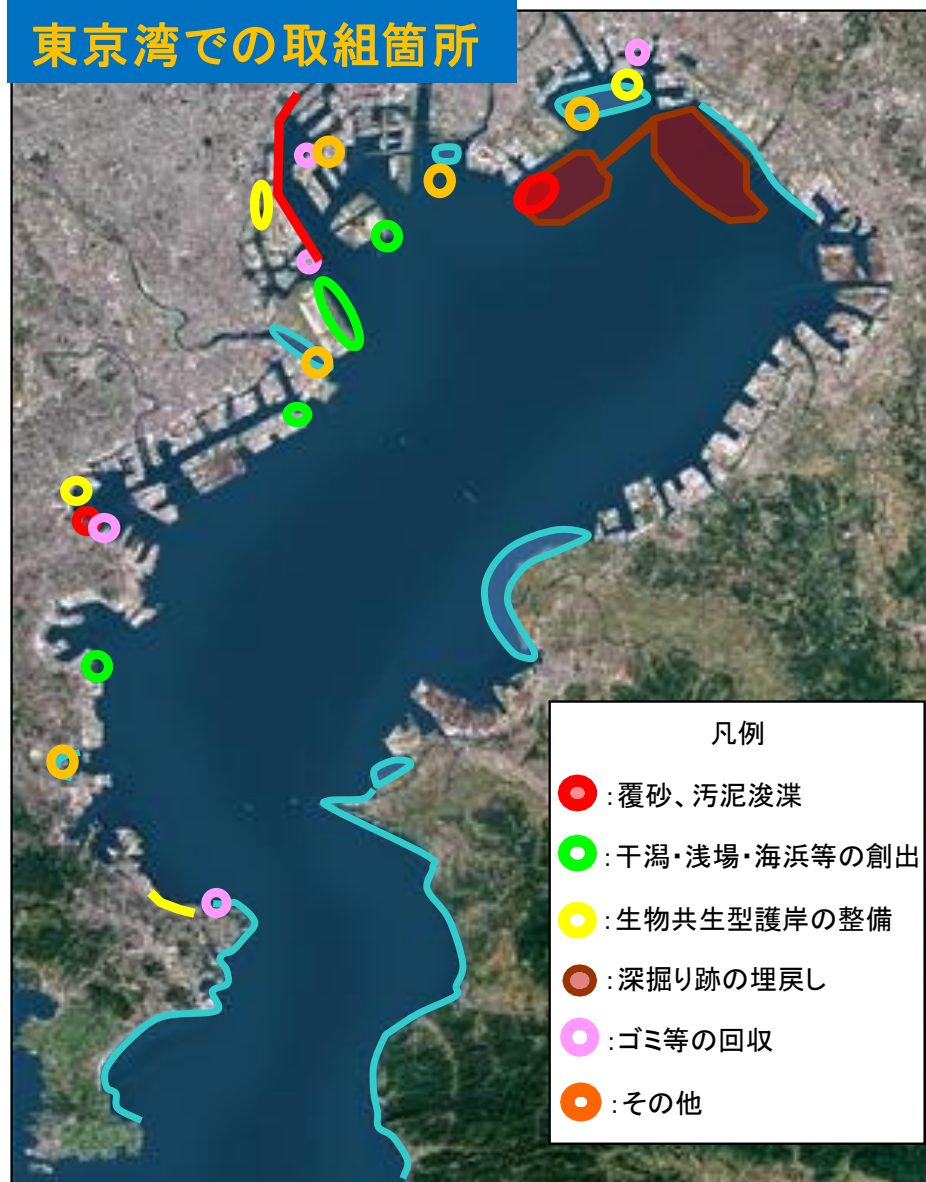 東京湾での取組箇所
凡例
:覆砂、汚泥浚渫
:干潟・浅場・海浜等の創出
:生物共生型護岸の整備
:深掘り跡の埋戻し
:ゴミ等の回収
:その他